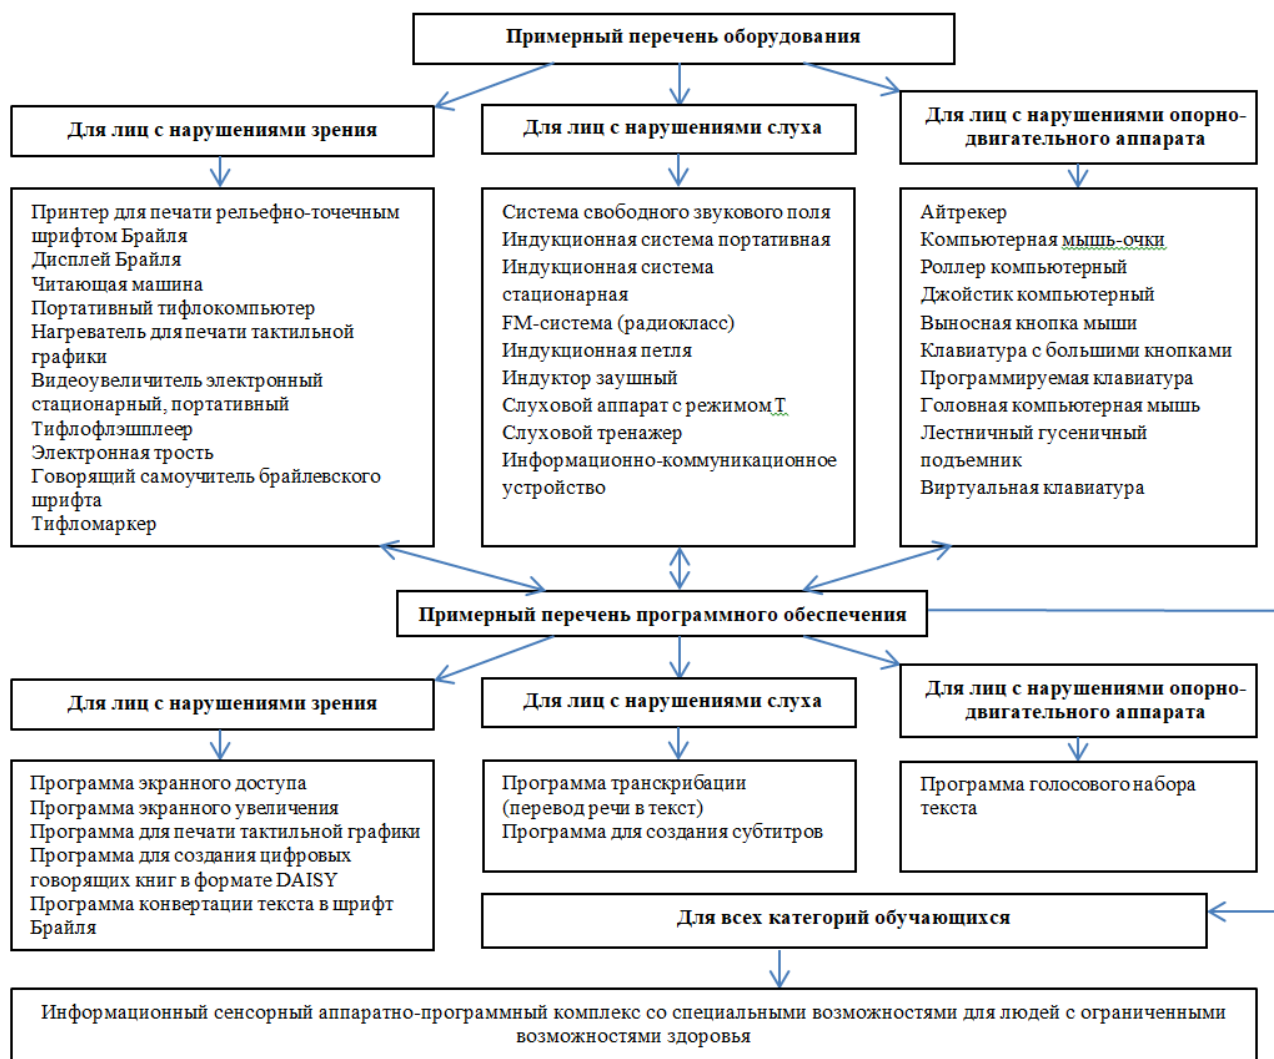 Примерный перечень оборудования
Для лиц с нарушениями зрения
Для лиц с нарушениями слуха
Для лиц с нарушениями опорно-
двигательного аппарата
Принтер для печати рельефно-точечным
шрифтом Брайля
Дисплей Брайля
Читающая машина
Портативный тифлокомпьютер
Нагреватель для печати тактильной
графики
Видеоувеличитель электронный
стационарный, портативный
Тифлофлэшплеер
Электронная трость
Говорящий самоучитель брайлевского
шрифта
Тифломаркер
Система свободного звукового поля
Индукционная система портативная
Индукционная система
стационарная
FM-система (радиокласс)
Индукционная петля
Индуктор заушный
Слуховой аппарат с режимом Т
Слуховой тренажер
Информационно-коммуникационное
устройство
Айтрекер
Компьютерная мышь-очки
Роллер компьютерный
Джойстик компьютерный
Выносная кнопка мыши
Клавиатура с большими кнопками
Программируемая клавиатура
Головная компьютерная мышь
Лестничный гусеничный
подъемник
Виртуальная клавиатура
Примерный перечень программного обеспечения
Для лиц с нарушениями зрения
Для лиц с нарушениями слуха
Для лиц с нарушениями опорно-
двигательного аппарата
Программа экранного доступа
Программа экранного увеличения
Программа для печати тактильной графики
Программа для создания цифровых
говорящих книг в формате DAISY
Программа конвертации текста в шрифт
Брайля
Программа транскрибации
(перевод речи в текст)
Программа для создания субтитров
Программа голосового набора
текста
Для всех категорий обучающихся
Информационный сенсорный аппаратно-программный комплекс со специальными возможностями для людей с ограниченными
возможностями здоровья